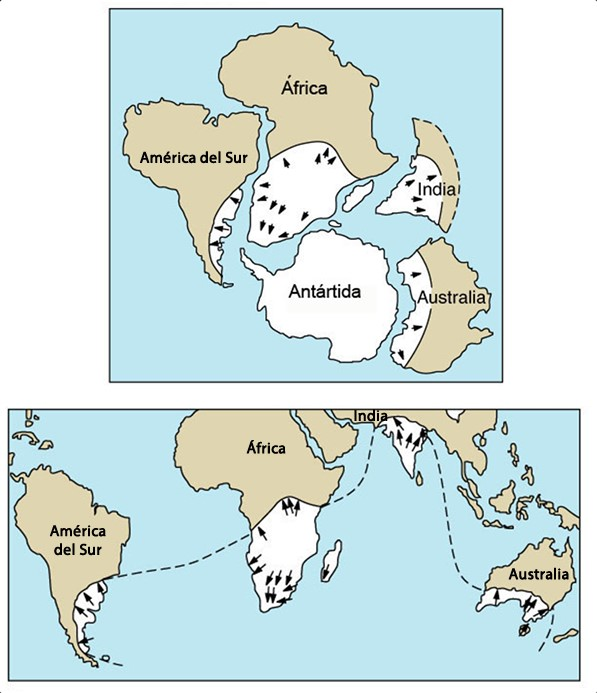 África
América del Sur
India
Antártida
Australia
India
África
América
del Sur
Australia